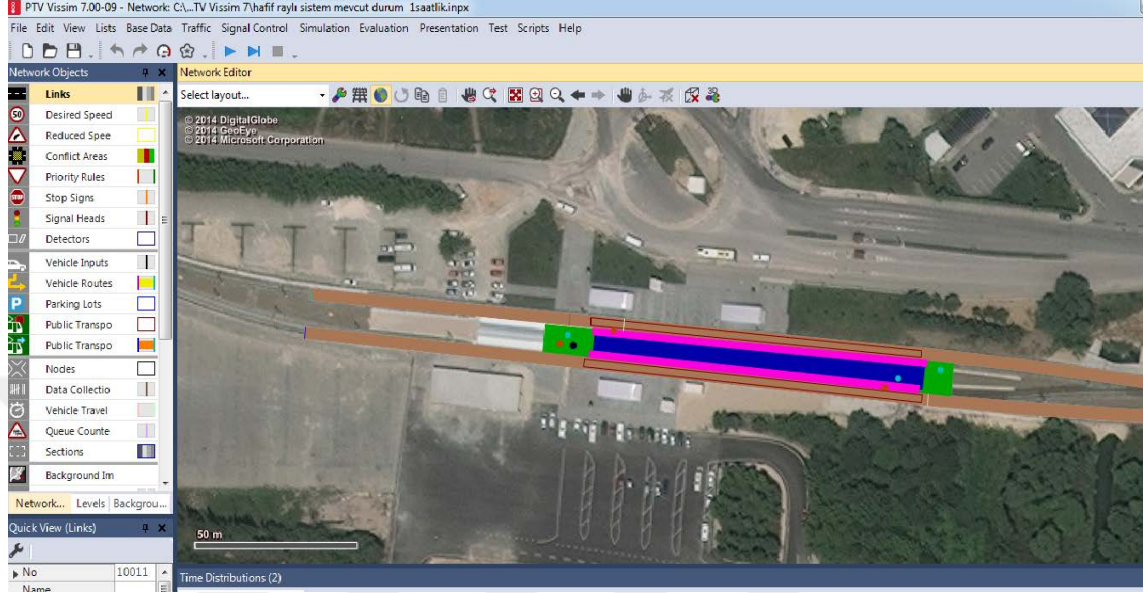 PTV Vissim 7.00-09 - Network: C:\...TV Vissim 7\hafif raylı sistem mevcut durum 1saatlik.inpx
File Edit View Lists Base Data Traffic Signal Control Simulation Evaluation Presentation Test Scripts Help
Network Objects
Network Editor
Select layout...
Links
50
Desired Speed
Reduced Spee
Conflict Areas
Priority Rules
STOP
Stop Signs
Signal Heads
Detectors
Vehicle Inputs
Vehicle Routes
P
Parking Lots
Public Transpo
Public Transpo
Nodes
Data Collectio
Vehicle Travel
Queue Counte
Sections
Background Im
© 2014 DigitalGlobe
© 2014 GeoEye
© 2014 Microsoft Corporation
50 m
Network... Levels Backgrou...
Quick View (Links)
No 10011
Name
Time Distributions (2)